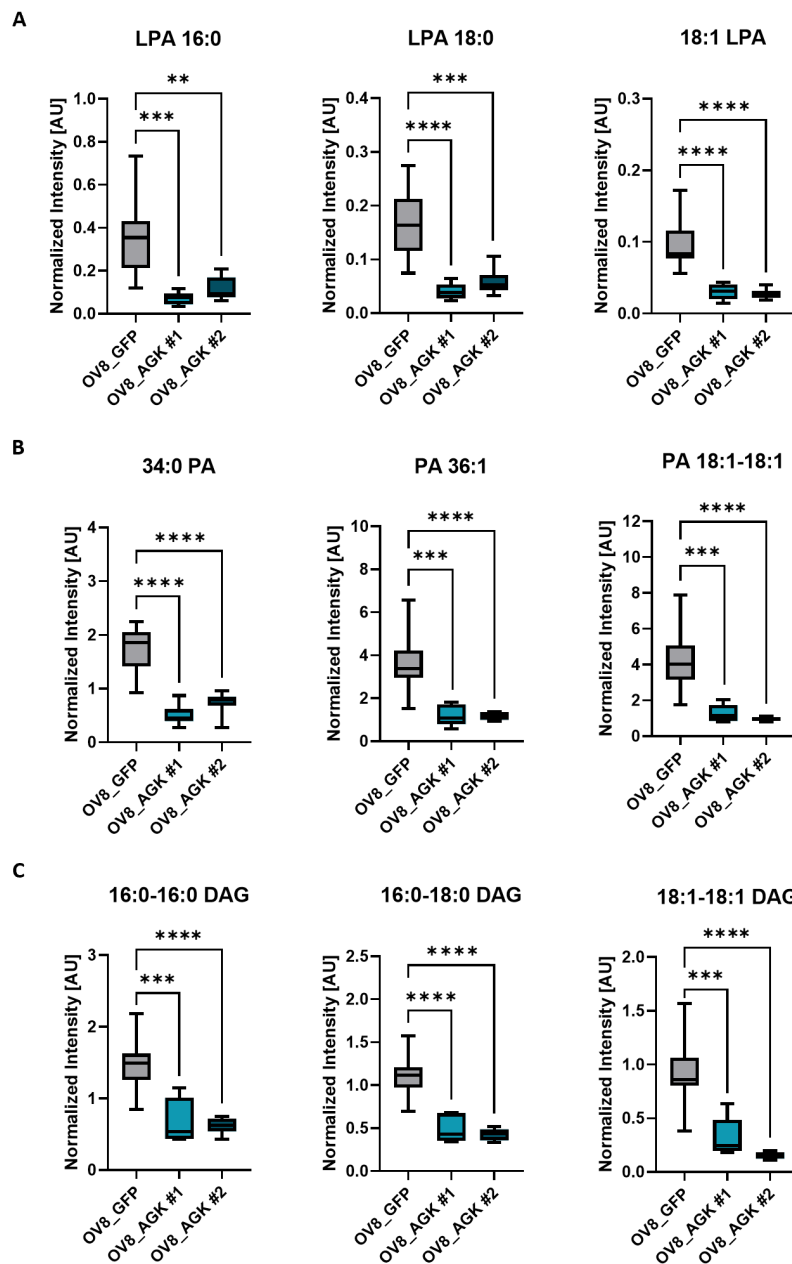 A
LPA 16:0
LPA 18:0
18:1 LPA
Normalized Intensity [AU]
1.0
0.8
0.6
0.4
0.2
0.0
**
***
OV8_GFP
OV8_AGK #1
OV8_AGK #2
Normalized Intensity [AU]
0.4
0.3
0.2
0.1
0.0
***
****
OV8_GFP
OV8_AGK #1
OV8_AGK #2
Normalized Intensity [AU]
0.3
0.2
0.1
0.0
****
****
OV8_GFP
OV8_AGK #1
OV8_AGK #2
B
34:0 PA
PA 36:1
PA 18:1-18:1
Normalized Intensity [AU]
4
3
2
1
0
****
****
OV8_GFP
OV8_AGK #1
OV8_AGK #2
Normalized Intensity [AU]
10
8
6
4
2
0
****
***
OV8_GFP
OV8_AGK #1
OV8_AGK #2
Normalized Intensity [AU]
12
10
8
6
4
2
0
****
***
OV8_GFP
OV8_AGK #1
OV8_AGK #2
C
16:0-16:0 DAG
16:0-18:0 DAG
18:1-18:1 DAG
Normalized Intensity [AU]
3
2
1
0
****
***
OV8_GFP
OV8_AGK #1
OV8_AGK #2
Normalized Intensity [AU]
2.5
2.0
1.5
1.0
0.5
0.0
****
****
OV8_GFP
OV8_AGK #1
OV8_AGK #2
Normalized Intensity [AU]
2.0
1.5
1.0
0.5
0.0
****
***
OV8_GFP
OV8_AGK #1
OV8_AGK #2